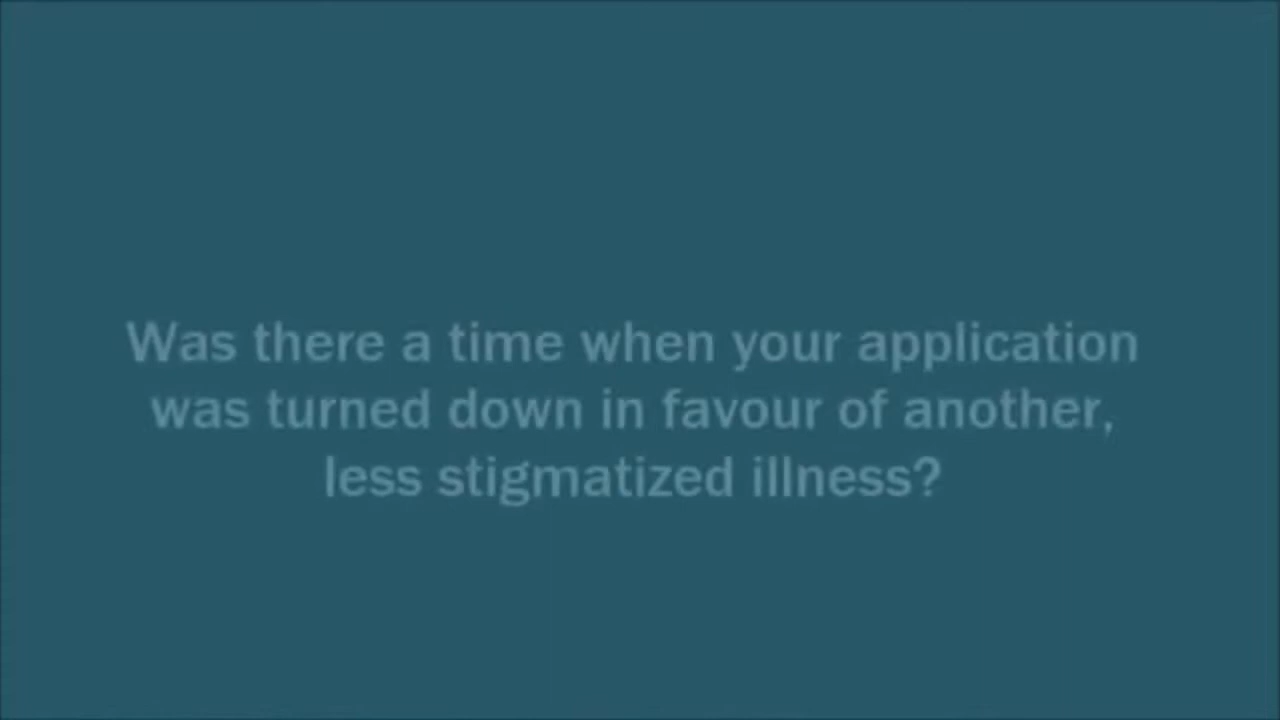 Was there a time when your application
was turned down in favour of another,
less stigmatized illness?